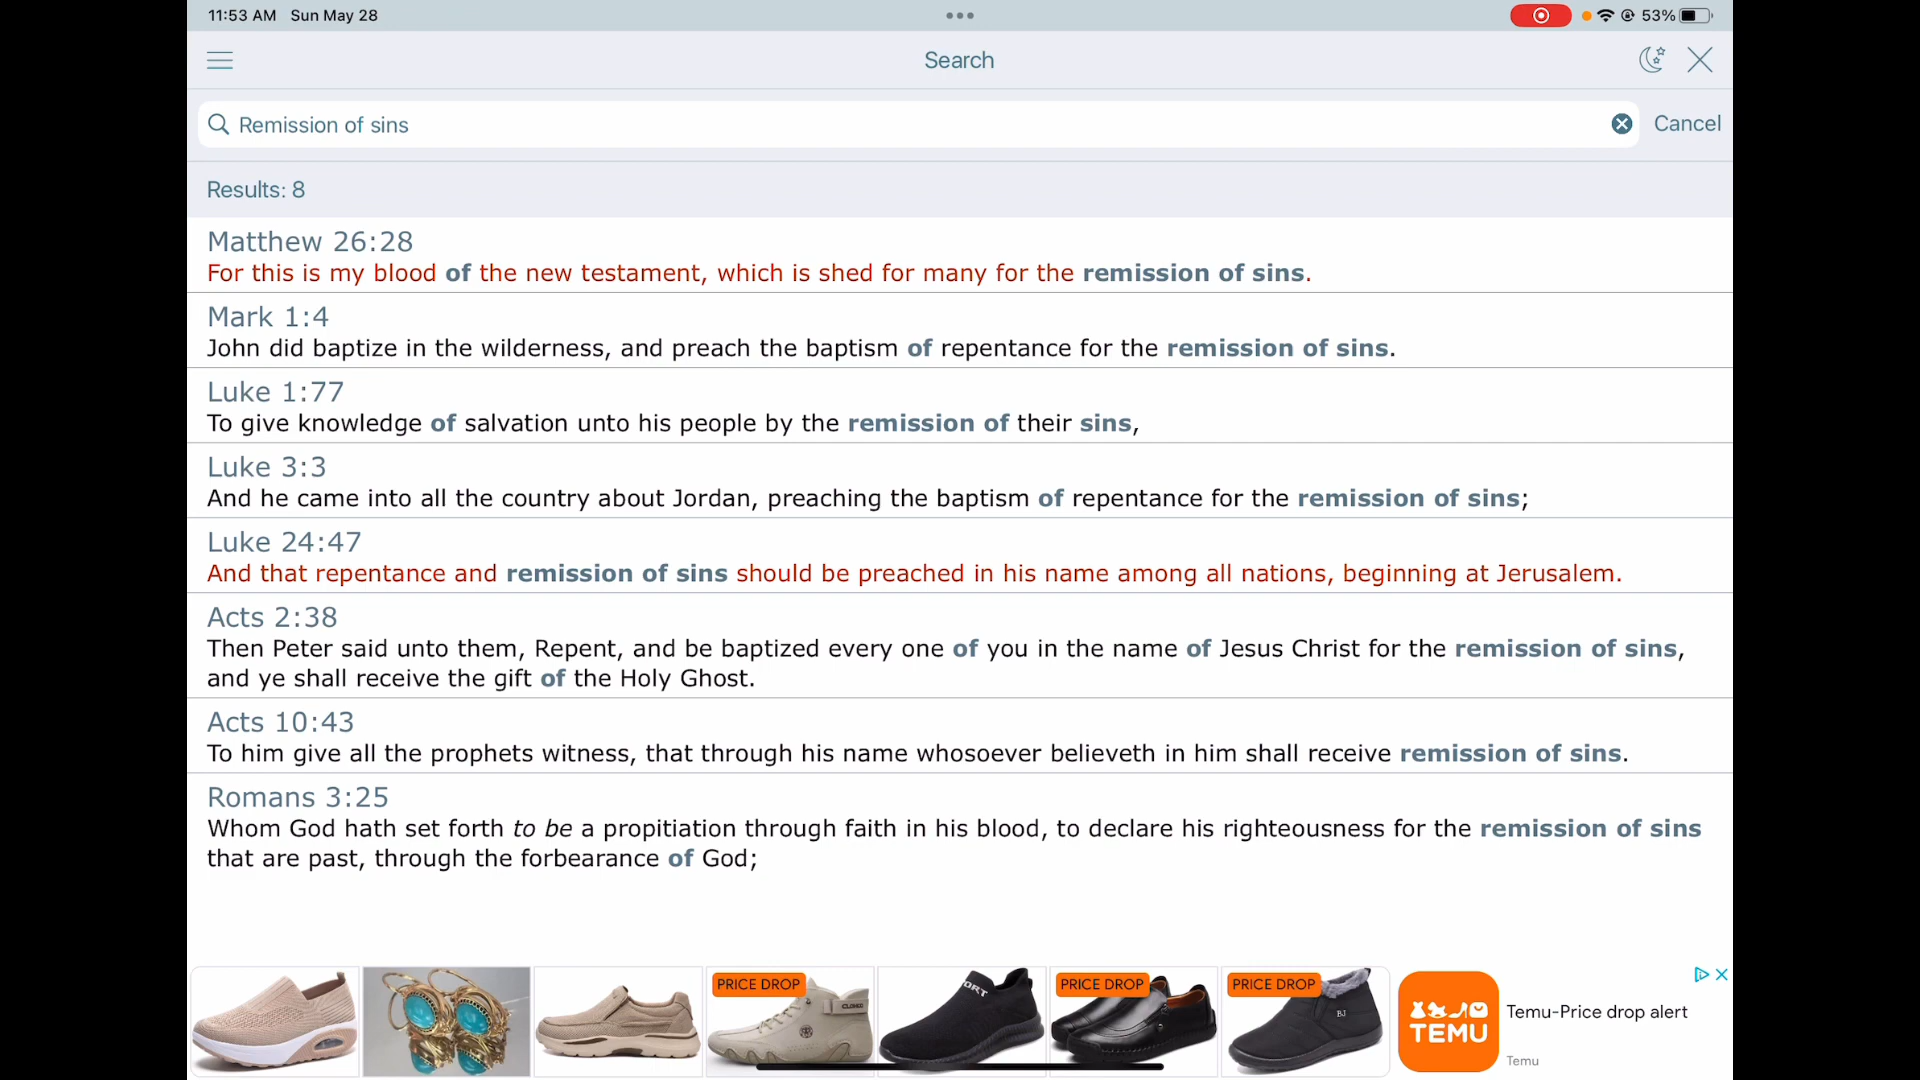 11:53 AM Sun May 28
53%
Search
Remission of sins
Cancel
Results: 8
Matthew 26:28
For this is my blood of the new testament, which is shed for many for the remission of sins.
Mark 1:4
John did baptize in the wilderness, and preach the baptism of repentance for the remission of sins.
Luke 1:77
To give knowledge of salvation unto his people by the remission of their sins,
Luke 3:3
And he came into all the country about Jordan, preaching the baptism of repentance for the remission of sins;
Luke 24:47
And that repentance and remission of sins should be preached in his name among all nations, beginning at Jerusalem.
Acts 2:38
Then Peter said unto them, Repent, and be baptized every one of you in the name of Jesus Christ for the remission of sins,
and ye shall receive the gift of the Holy Ghost.
Acts 10:43
To him give all the prophets witness, that through his name whosoever believeth in him shall receive remission of sins.
Romans 3:25
Whom God hath set forth to be a propitiation through faith in his blood, to declare his righteousness for the remission of sins
that are past, through the forbearance of God;
PRICE DROP
PRICE DROP
PRICE DROP
BJ
TEMU
Temu-Price drop alert
Temu